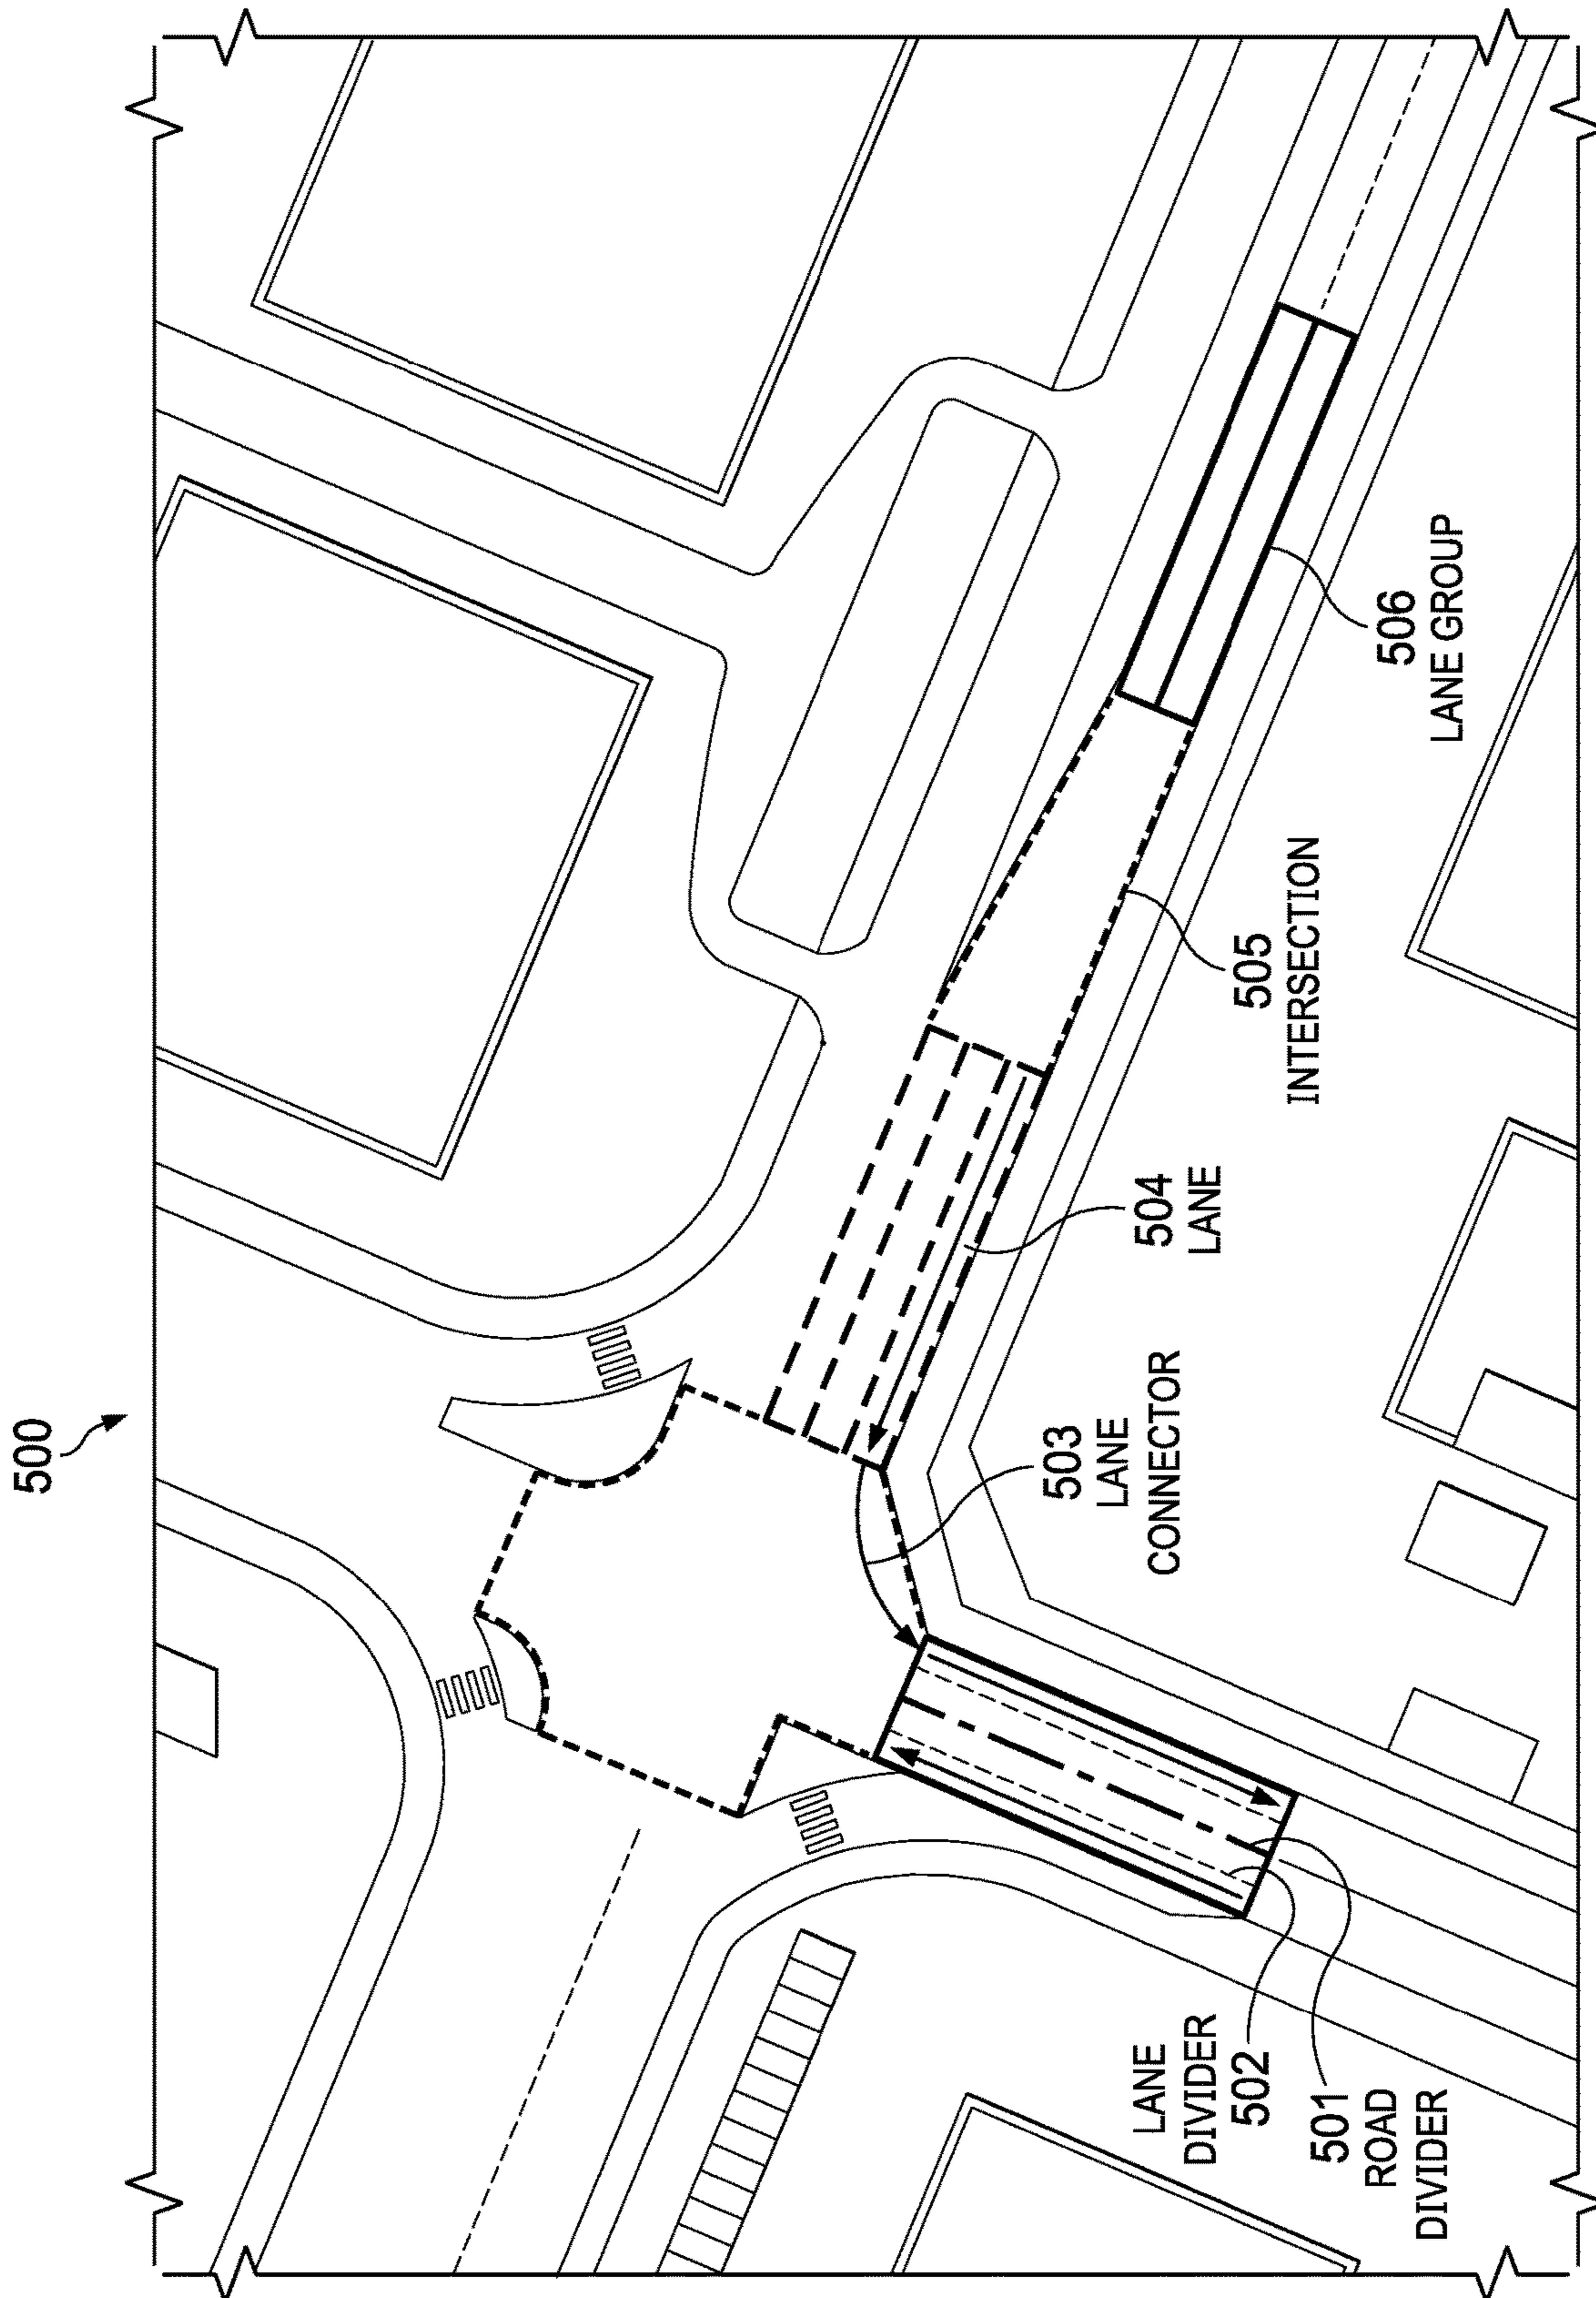 500
LANE
DIVIDER
502
501
ROAD
DIVIDER
503
LANE
CONNECTOR
504
LANE
505
INTERSECTION
506
LANE GROUP